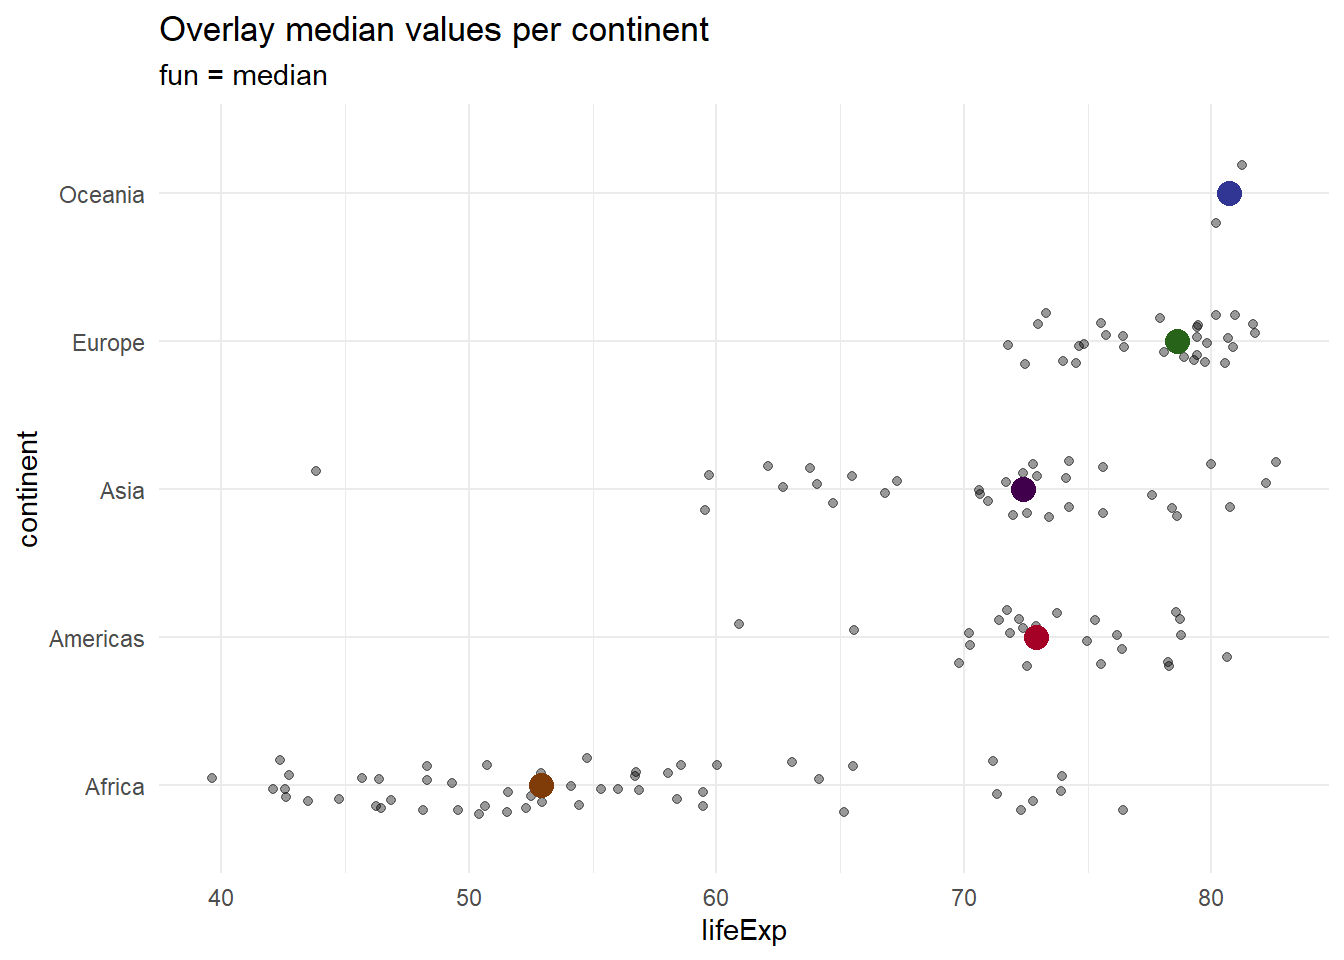 Overlay median values per continent
fun = median
continent
Oceania
Europe
Asia
Americas
Africa
40 50 60 70 80
lifeExp